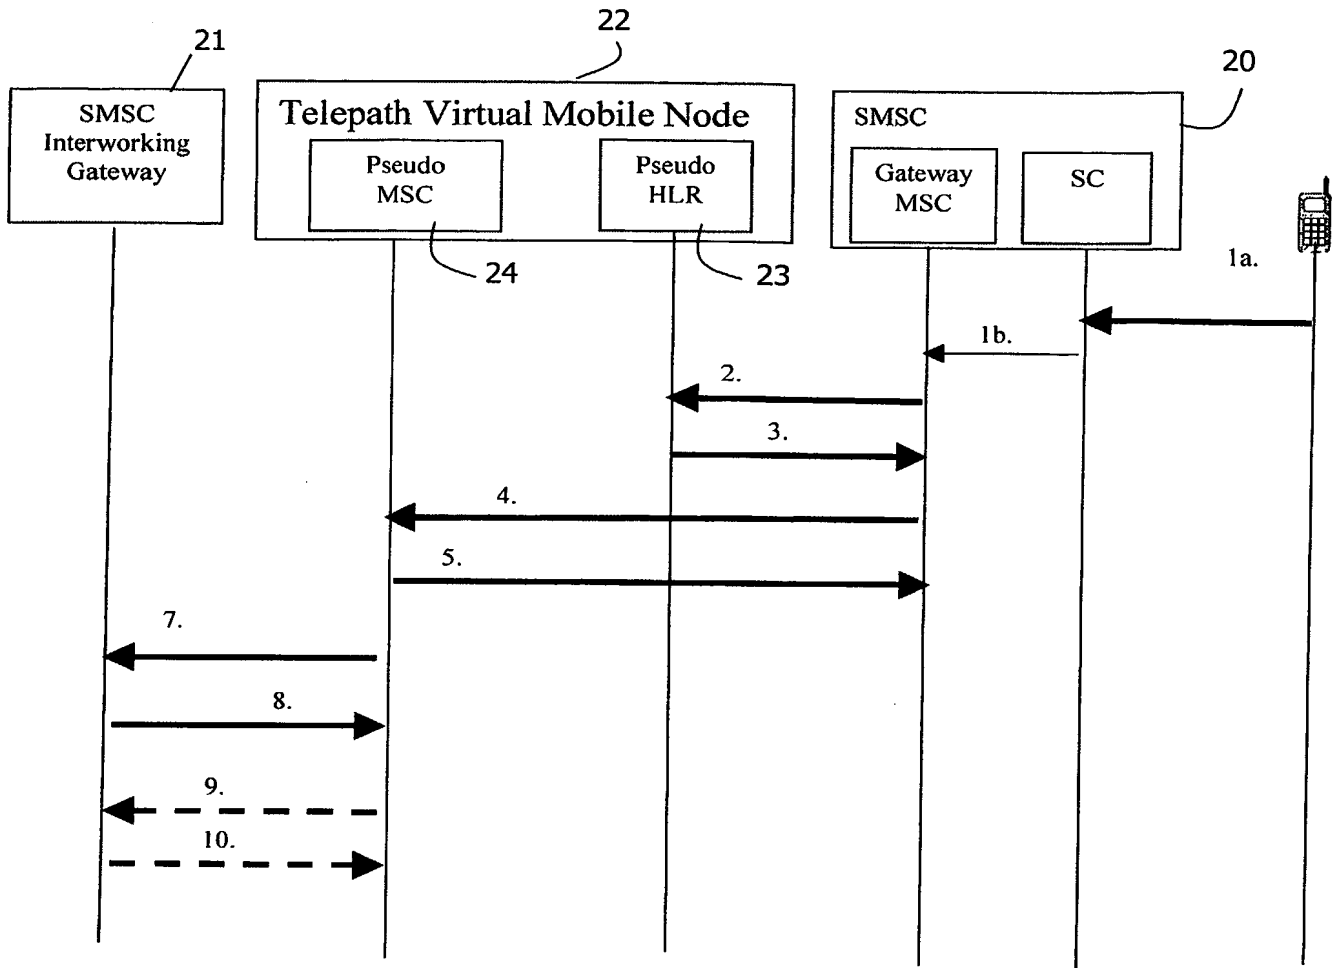 22
21
20
SMSC
Interworking
Gateway
Telepath Virtual Mobile Node
Pseudo
MSC
Pseudo
HLR
SMSC
Gateway
MSC
SC
24
23
1a.
1b.
2.
3.
4.
5.
7.
8.
9.
10.